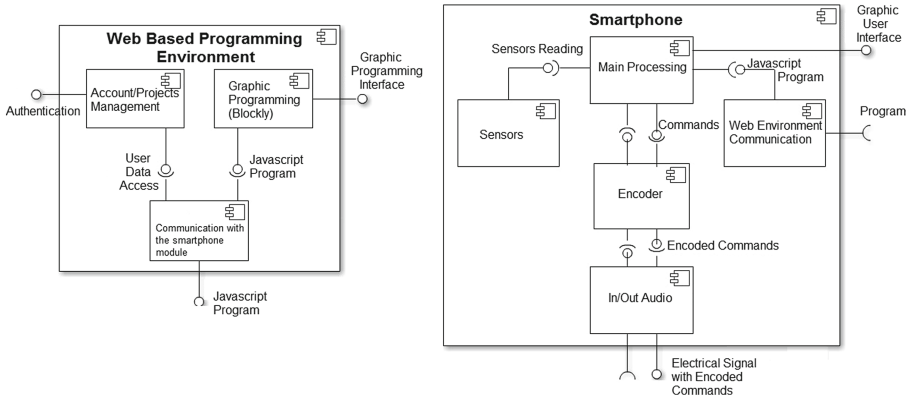 Web Based Programming
Environment
Account/Projects
Management
Graphic
Programming
(Blockly)
Graphic
Programming
Interface
Authentication
User
Data
Access
Javascript
Program
Communication with
the smartphone
module
Javascript
Program
Smartphone
Graphic
User
Interface
Sensors Reading
Main Processing
Javascript
Program
Sensors
Commands
Web Environment
Communication
Program
Encoder
Encoded Commands
In/Out Audio
Electrical Signal
with Encoded
Commands